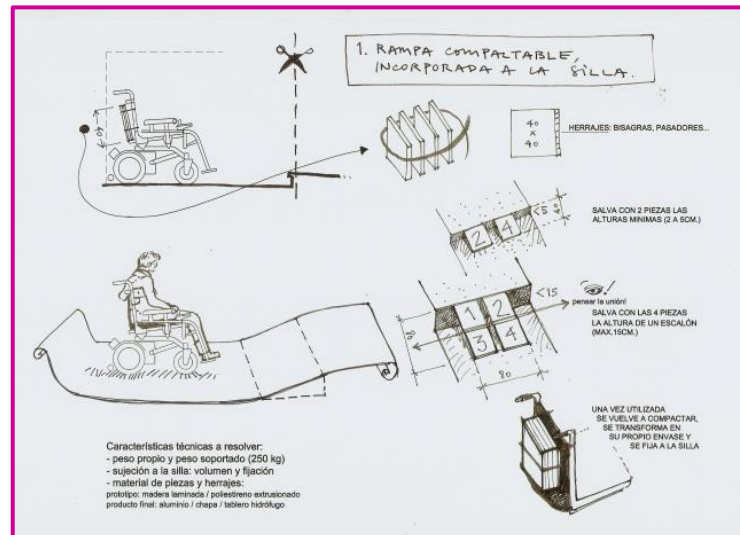 1. RAMPA COMPACTABLE,
INCORPORADA A LA SILLA.
40
40
x
40
HERRAJES: BISAGRAS, PASADORES...
<5
40
2 4
SALVA CON 2 PIEZAS LAS
ALTURAS MINIMAS (2 A 5CM.)
<15
pensar la unión!
1 2
3 4
80
80
SALVA CON LAS 4 PIEZAS
LA ALTURA DE UN ESCALÓN
(MAX.15CM.)
UNA VEZ UTILIZADA
SE VUELVE A COMPACTAR,
SE TRANSFORMA EN
SU PROPIO ENVASE Y
SE FIJA A LA SILLA
Características técnicas a resolver:
- peso propio y peso soportado (250 kg)
- sujeción a la silla: volumen y fijación
- material de piezas y herrajes:
prototipo: madera laminada / poliestireno extrusionado
producto final: aluminio / chapa / tablero hidrófugo